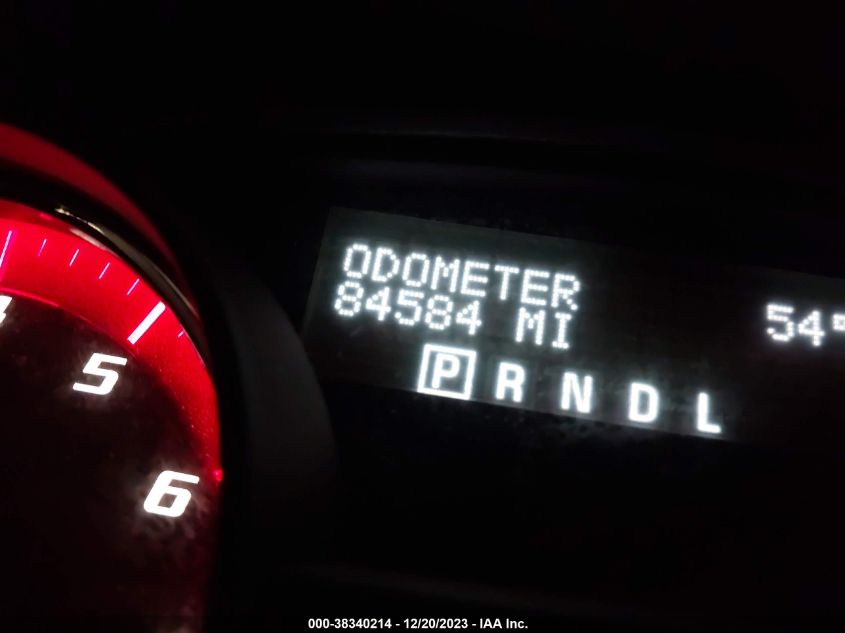 ODOMETER
84584 MI
54°
P R N D L
5
6
000-38340214 - 12/20/2023 - IAA Inc.